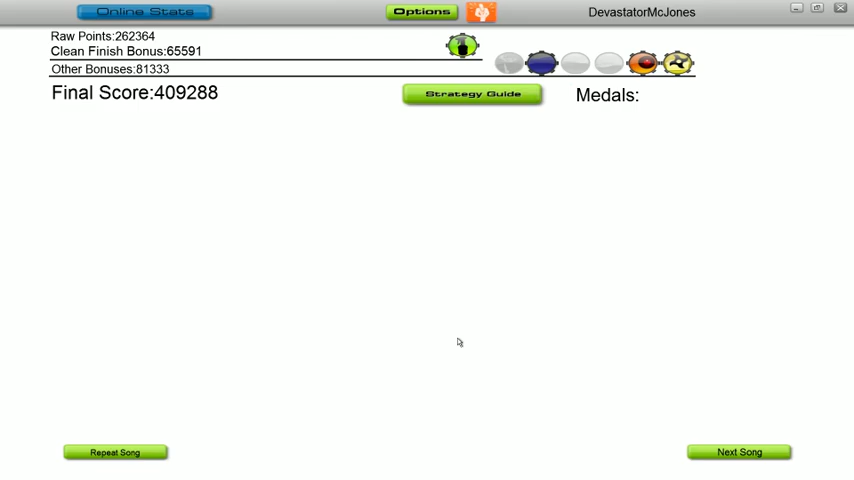 Online State
Options
DevastatorMcJones
Raw Points:262364
Clean Finish Bonus:65591
Other Bonuses:81333
Final Score:409288
Strategy Guide
Medals:
Repeat Song
Next Song